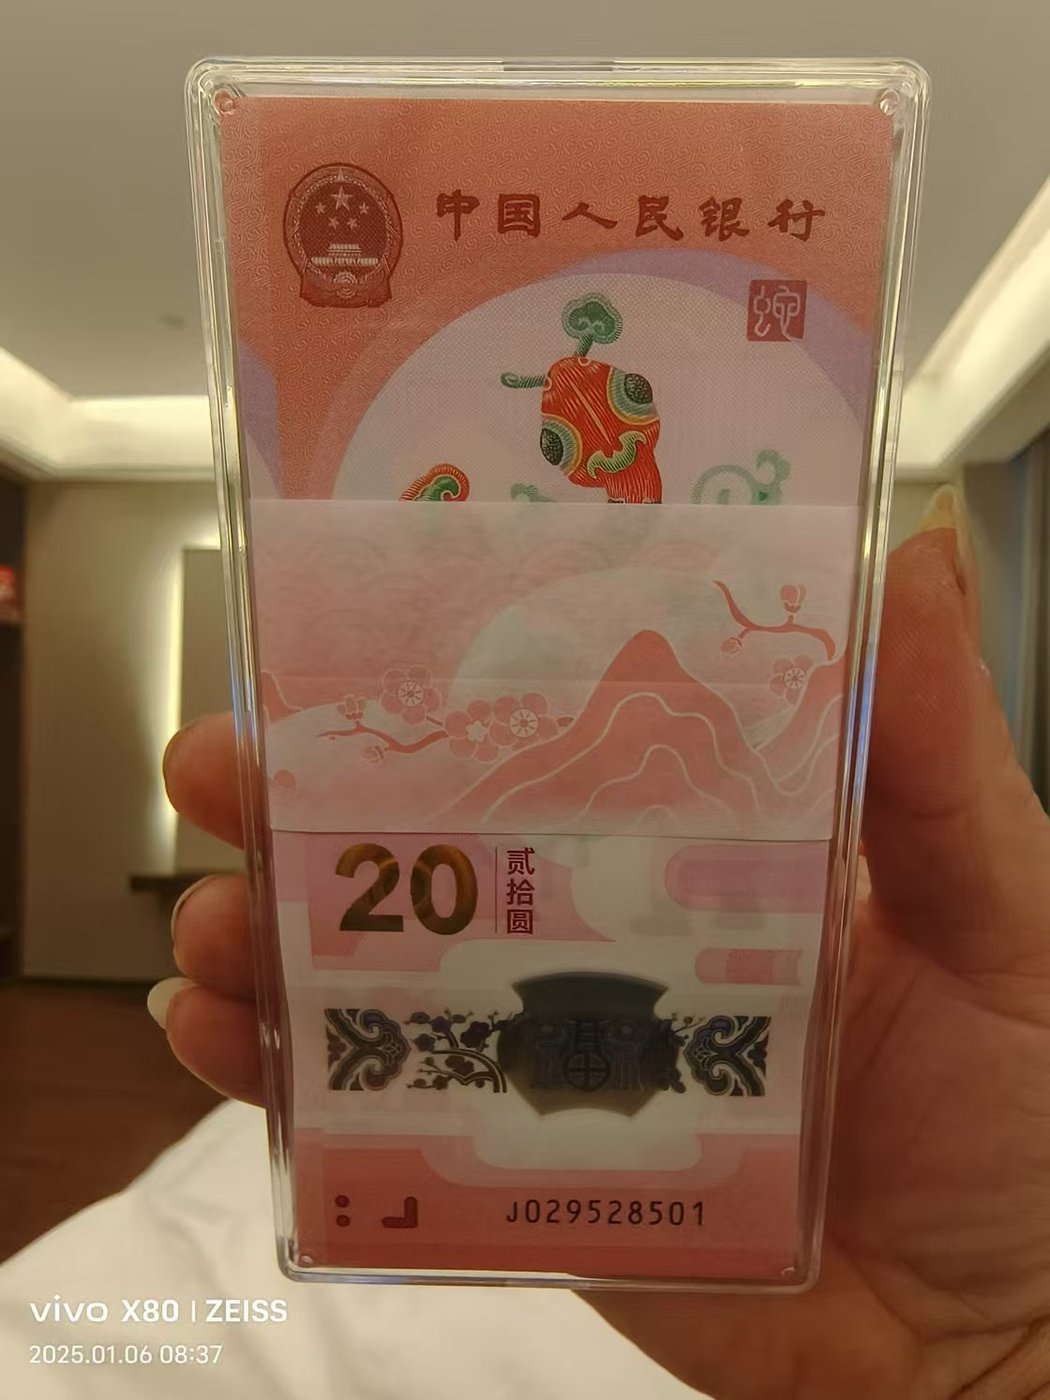 中国人民银行
蛇
20
贰拾圆
J029528501
vivo X80 | ZEISS
2025.01.06 08:37